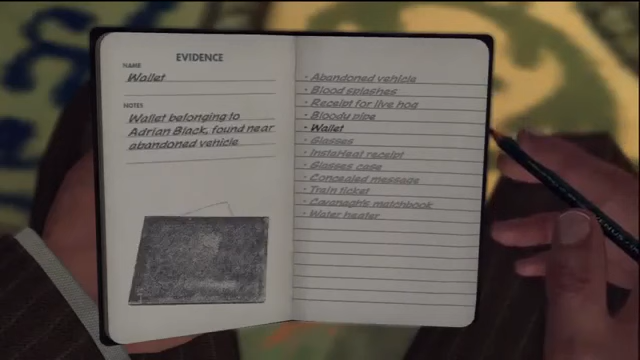 EVIDENCE
NAME
Wallet
NOTES
Wallet belonging to
Adrian Black, found near
abandoned vehicle
- Abandoned vehicle
- Blood splashes
- Receipt for live hog
- Bloody pipe
- Wallet
- Glasses
- InstaHeat receipt
- Glasses case
- Concealed message
- Train ticket
- Cavanagh's matchbook
- Water heater